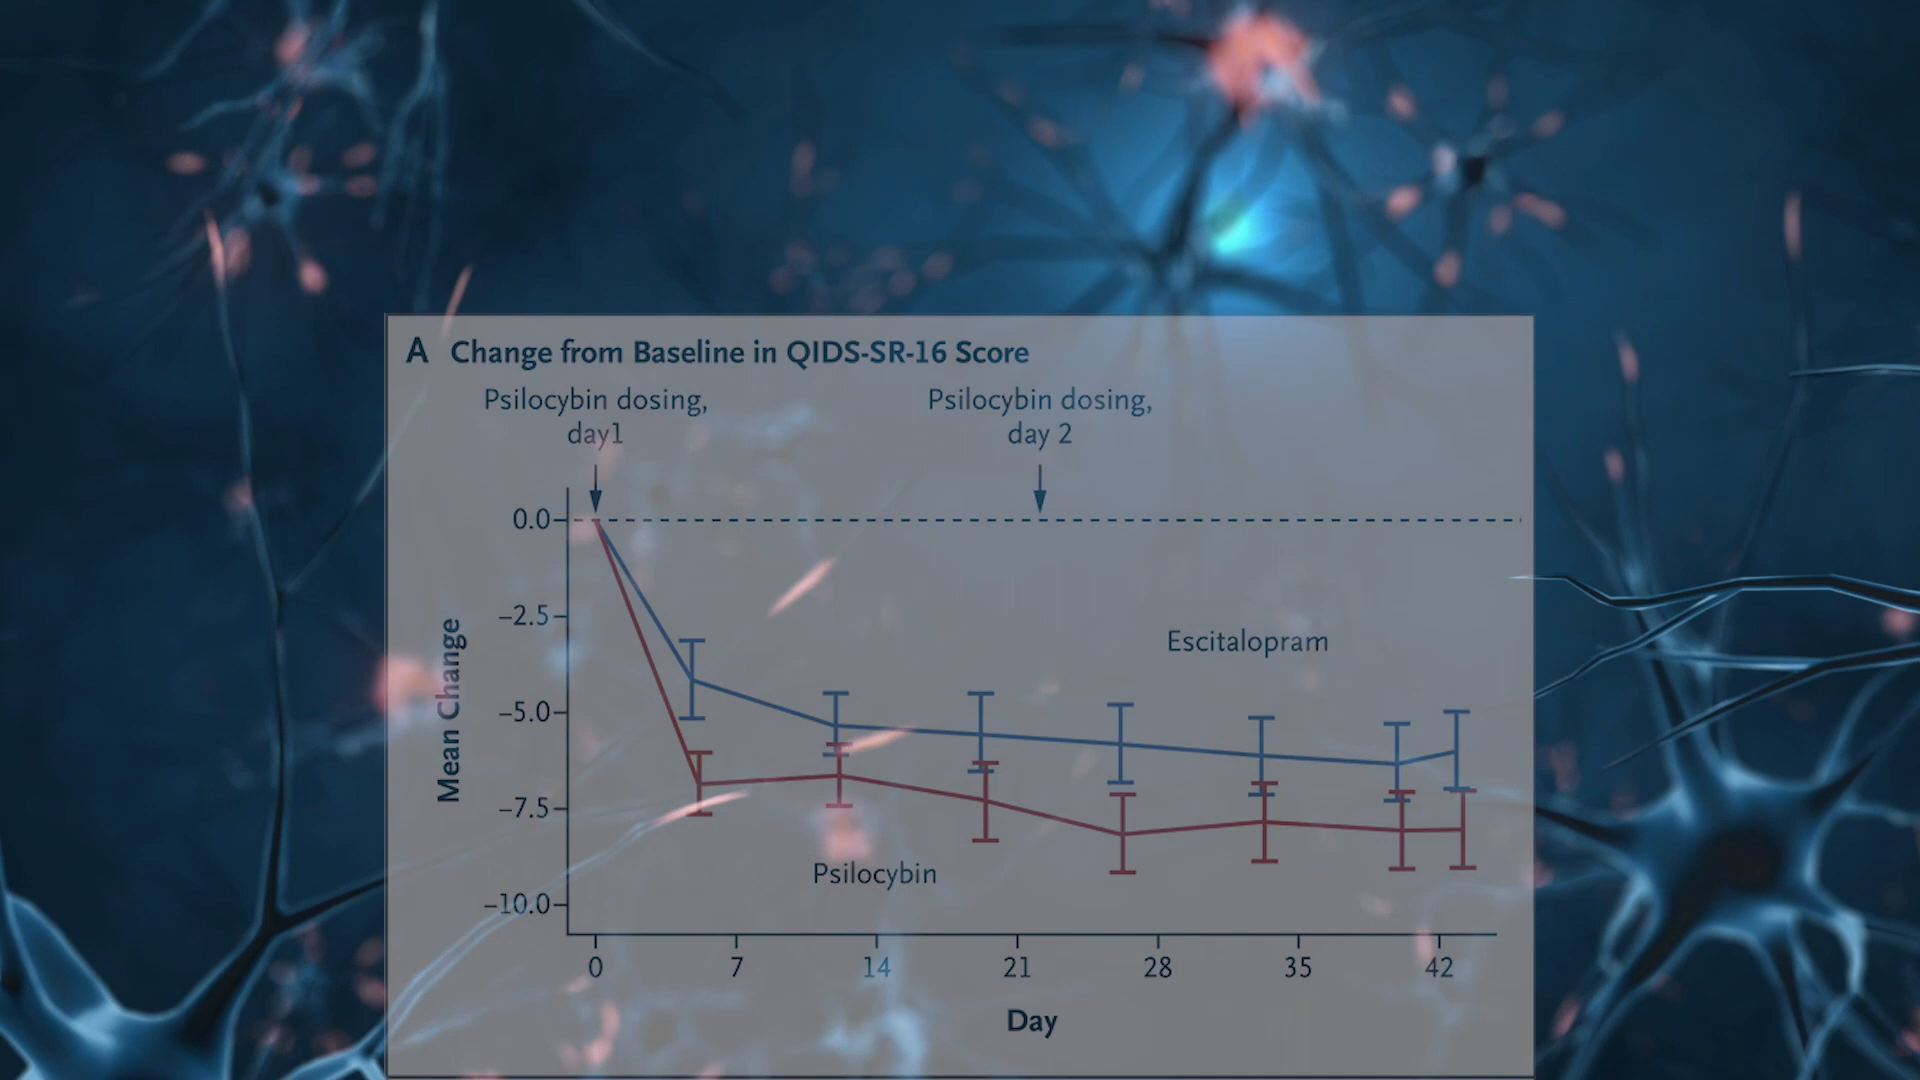 A Change from Baseline in QIDS-SR-16 Score
Psilocybin dosing,
day1
Psilocybin dosing,
day 2
0.0
–2.5
–5.0
–7.5
–10.0
Mean Change
Escitalopram
Psilocybin
0 7 14 21 28 35 42
Day